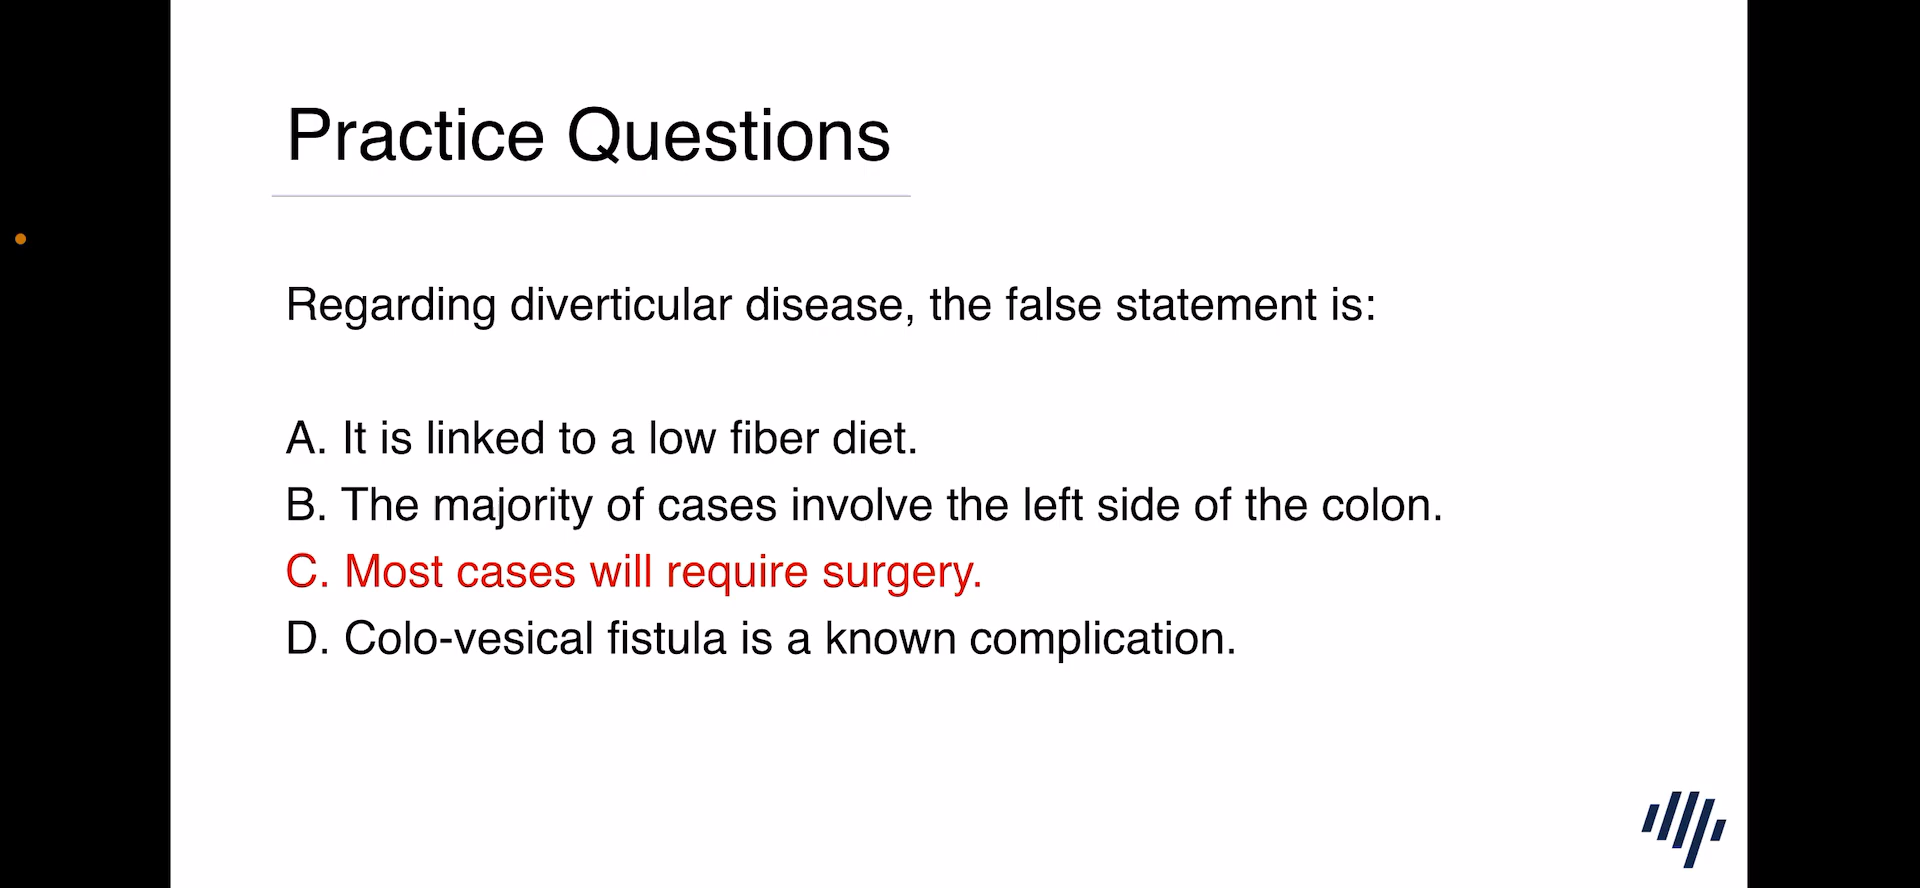 Practice Questions
Regarding diverticular disease, the false statement is:
A. It is linked to a low fiber diet.
B. The majority of cases involve the left side of the colon.
C. Most cases will require surgery.
D. Colo-vesical fistula is a known complication.